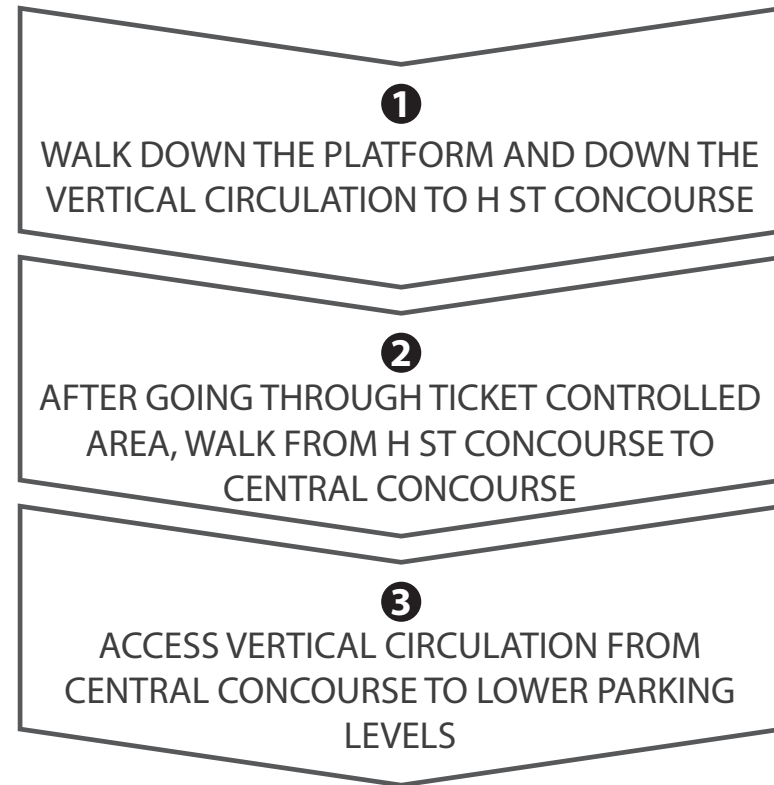 1
WALK DOWN THE PLATFORM AND DOWN THE
VERTICAL CIRCULATION TO H ST CONCOURSE
2
AFTER GOING THROUGH TICKET CONTROLLED
AREA, WALK FROM H ST CONCOURSE TO
CENTRAL CONCOURSE
3
ACCESS VERTICAL CIRCULATION FROM
CENTRAL CONCOURSE TO LOWER PARKING
LEVELS